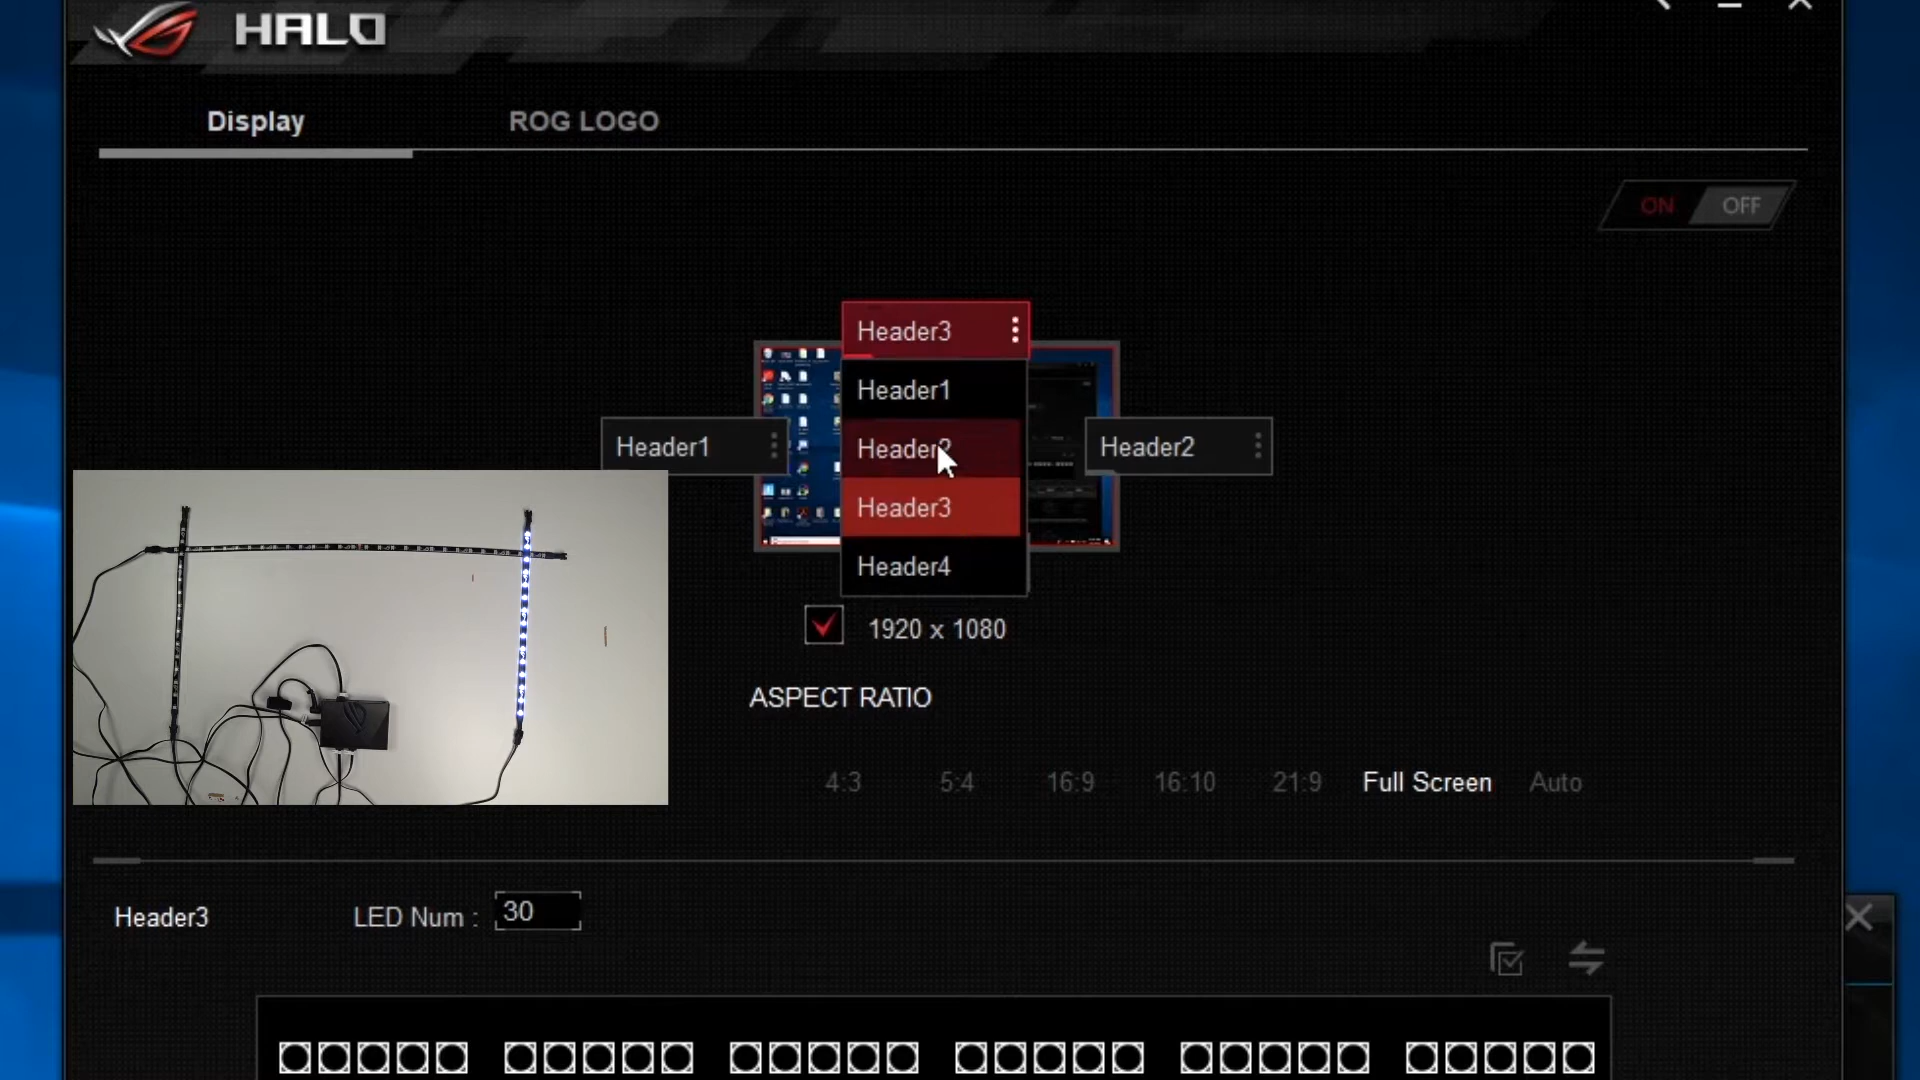 HALO
Display
ROG LOGO
ON
OFF
Header3
Header1
Header2
Header3
Header4
Header1
Header2
1920 x 1080
ASPECT RATIO
4:3
5:4
16:9
16:10
21:9
Full Screen
Auto
Header3
LED Num :
30